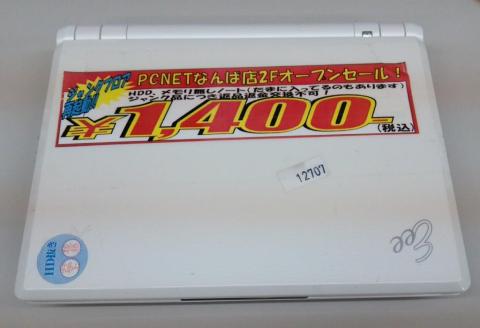 ジャンクフロア
PCNETなんば店2Fオープンセール!
HDD、メモリ無しノート(たまに入ってるのもあります)
ジャンク品につき返品返金交換不可!
¥1,400-
(税込)
12707
Eee
HD抜き